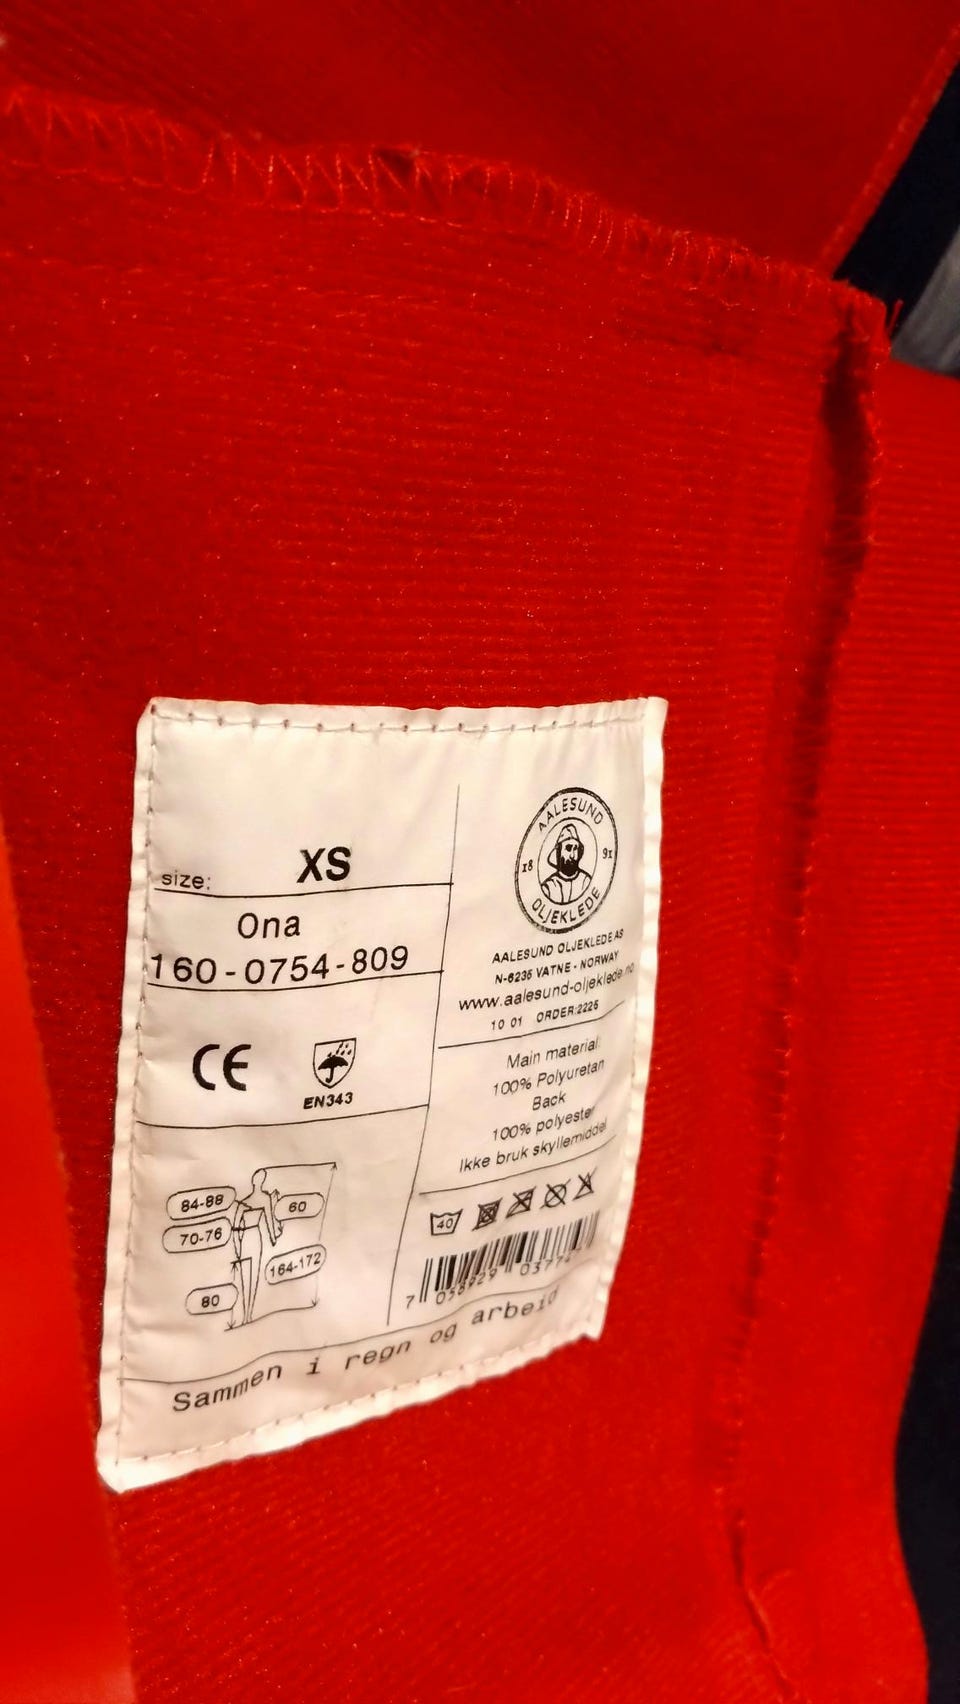 size: XS
Ona
160-0754-809
CE
EN343
84-88
60
70-76
164-172
80
AALESUND
18 91
OLJEKLEDE
AALESUND OLJEKLEDE AS
N-6235 VATNE - NORWAY
www.aalesund-oljeklede.no
10 01 ORDER:2225
Main material:
100% Polyuretan
Back
100% polyester
Ikke bruk skyllemiddel
40
7 058929
Sammen i regn og arbeid